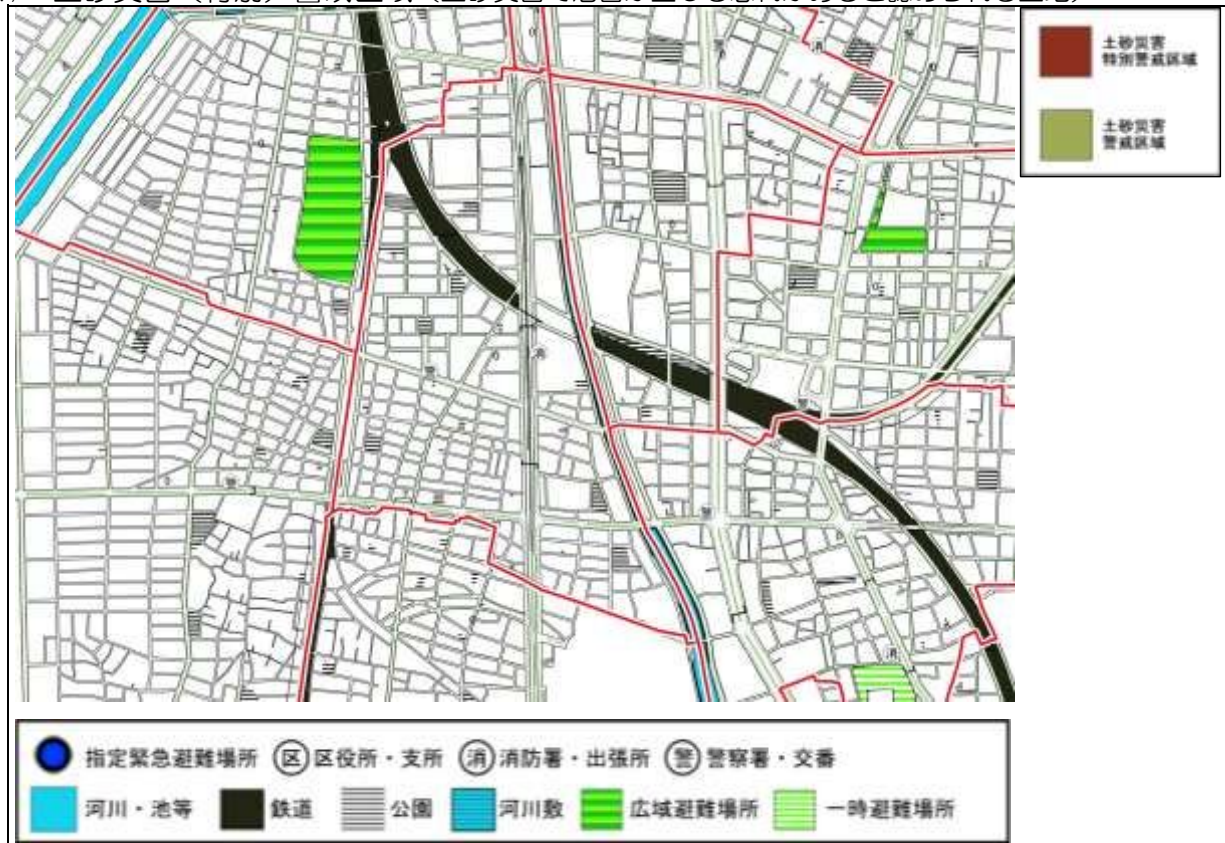 土砂災害
特別警戒区域
土砂災害
警戒区域
指定緊急避難場所 区 区役所・支所 消 消防署・出張所 警 警察署・交番
河川・池等 鉄道 公園 河川敷 広域避難場所 一時避難場所